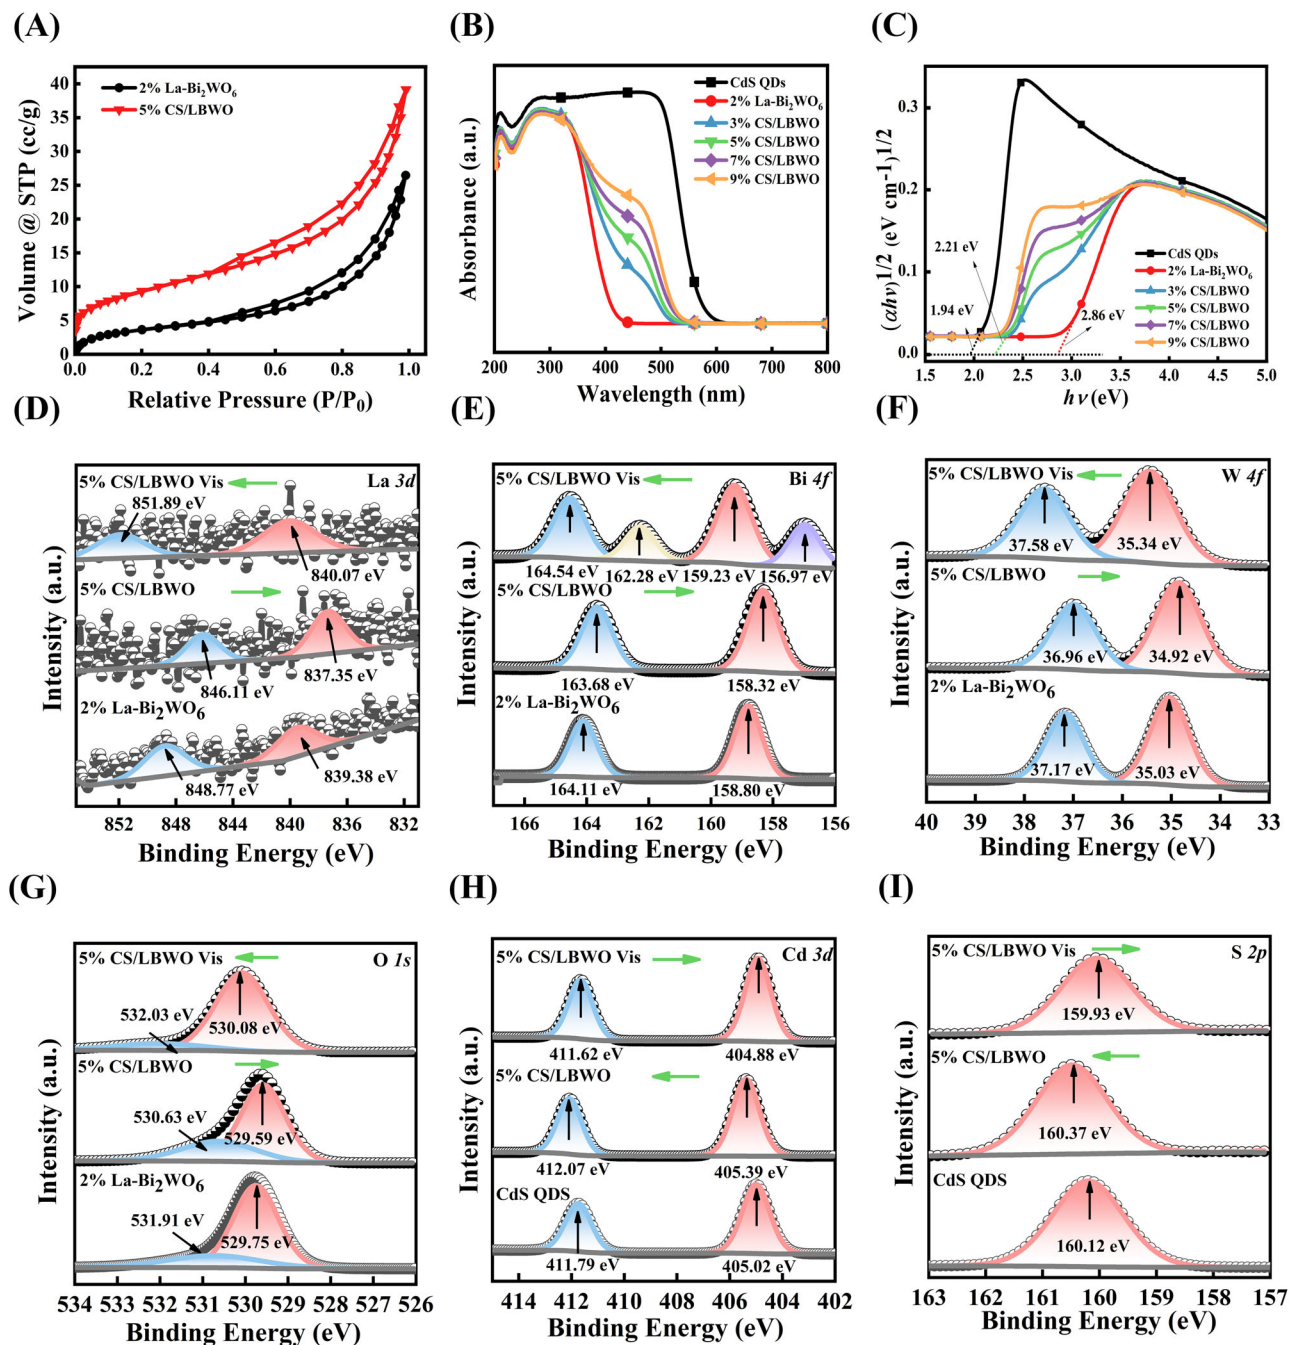 (A)
Volume @ STP (cc/g)
40
35
30
25
20
15
10
5
0
2% La-Bi₂WO₆
5% CS/LBWO
0.0 0.2 0.4 0.6 0.8 1.0
Relative Pressure (P/P₀)
(B)
Absorbance (a.u.)
CdS QDs
2% La-Bi₂WO₆
3% CS/LBWO
5% CS/LBWO
7% CS/LBWO
9% CS/LBWO
200 300 400 500 600 700 800
Wavelength (nm)
(C)
(αhν)1/2 (eV cm-1)1/2
0.3
0.2
0.1
0.0
2.21 eV
1.94 eV
2.86 eV
CdS QDs
2% La-Bi₂WO₆
3% CS/LBWO
5% CS/LBWO
7% CS/LBWO
9% CS/LBWO
1.5 2.0 2.5 3.0 3.5 4.0 4.5 5.0
hν (eV)
(D)
Intensity (a.u.)
La 3d
5% CS/LBWO Vis
851.89 eV
840.07 eV
5% CS/LBWO
846.11 eV
837.35 eV
2% La-Bi₂WO₆
848.77 eV
839.38 eV
852 848 844 840 836 832
Binding Energy (eV)
(E)
Intensity (a.u.)
5% CS/LBWO Vis
Bi 4f
164.54 eV 162.28 eV 159.23 eV 156.97 eV
5% CS/LBWO
163.68 eV
158.32 eV
2% La-Bi₂WO₆
164.11 eV
158.80 eV
166 164 162 160 158 156
Binding Energy (eV)
(F)
Intensity (a.u.)
5% CS/LBWO Vis
W 4f
37.58 eV
35.34 eV
5% CS/LBWO
36.96 eV
34.92 eV
2% La-Bi₂WO₆
37.17 eV
35.03 eV
40 39 38 37 36 35 34 33
Binding Energy (eV)
(G)
Intensity (a.u.)
5% CS/LBWO Vis
O 1s
532.03 eV
530.08 eV
5% CS/LBWO
530.63 eV
529.59 eV
2% La-Bi₂WO₆
531.91 eV
529.75 eV
534 533 532 531 530 529 528 527 526
Binding Energy (eV)
(H)
Intensity (a.u.)
5% CS/LBWO Vis
Cd 3d
411.62 eV
404.88 eV
5% CS/LBWO
412.07 eV
405.39 eV
CdS QDS
411.79 eV
405.02 eV
414 412 410 408 406 404 402
Binding Energy (eV)
(I)
Intensity (a.u.)
5% CS/LBWO Vis
S 2p
159.93 eV
5% CS/LBWO
160.37 eV
CdS QDS
160.12 eV
163 162 161 160 159 158 157
Binding Energy (eV)